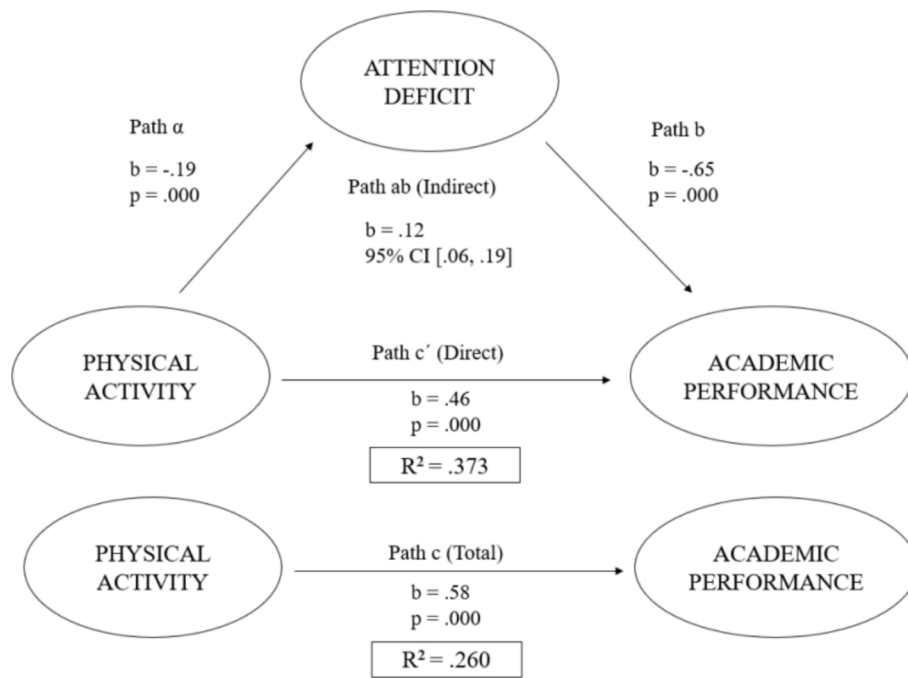 ATTENTION
DEFICIT
Path α
b = -.19
p = .000
Path b
b = -.65
p = .000
Path ab (Indirect)
b = .12
95% CI [.06, .19]
PHYSICAL
ACTIVITY
Path c´ (Direct)
b = .46
p = .000
R² = .373
ACADEMIC
PERFORMANCE
PHYSICAL
ACTIVITY
Path c (Total)
b = .58
p = .000
R² = .260
ACADEMIC
PERFORMANCE